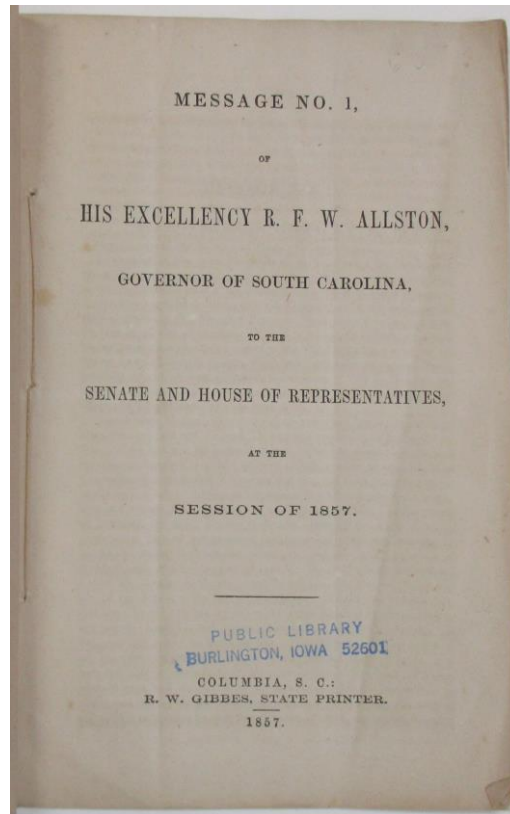 MESSAGE NO. 1,
OF
HIS EXCELLENCY R. F. W. ALLSTON,
GOVERNOR OF SOUTH CAROLINA,
TO THE
SENATE AND HOUSE OF REPRESENTATIVES,
AT THE
SESSION OF 1857.
PUBLIC LIBRARY
BURLINGTON, IOWA 52601
COLUMBIA, S. C.:
R. W. GIBBES, STATE PRINTER.
1857.